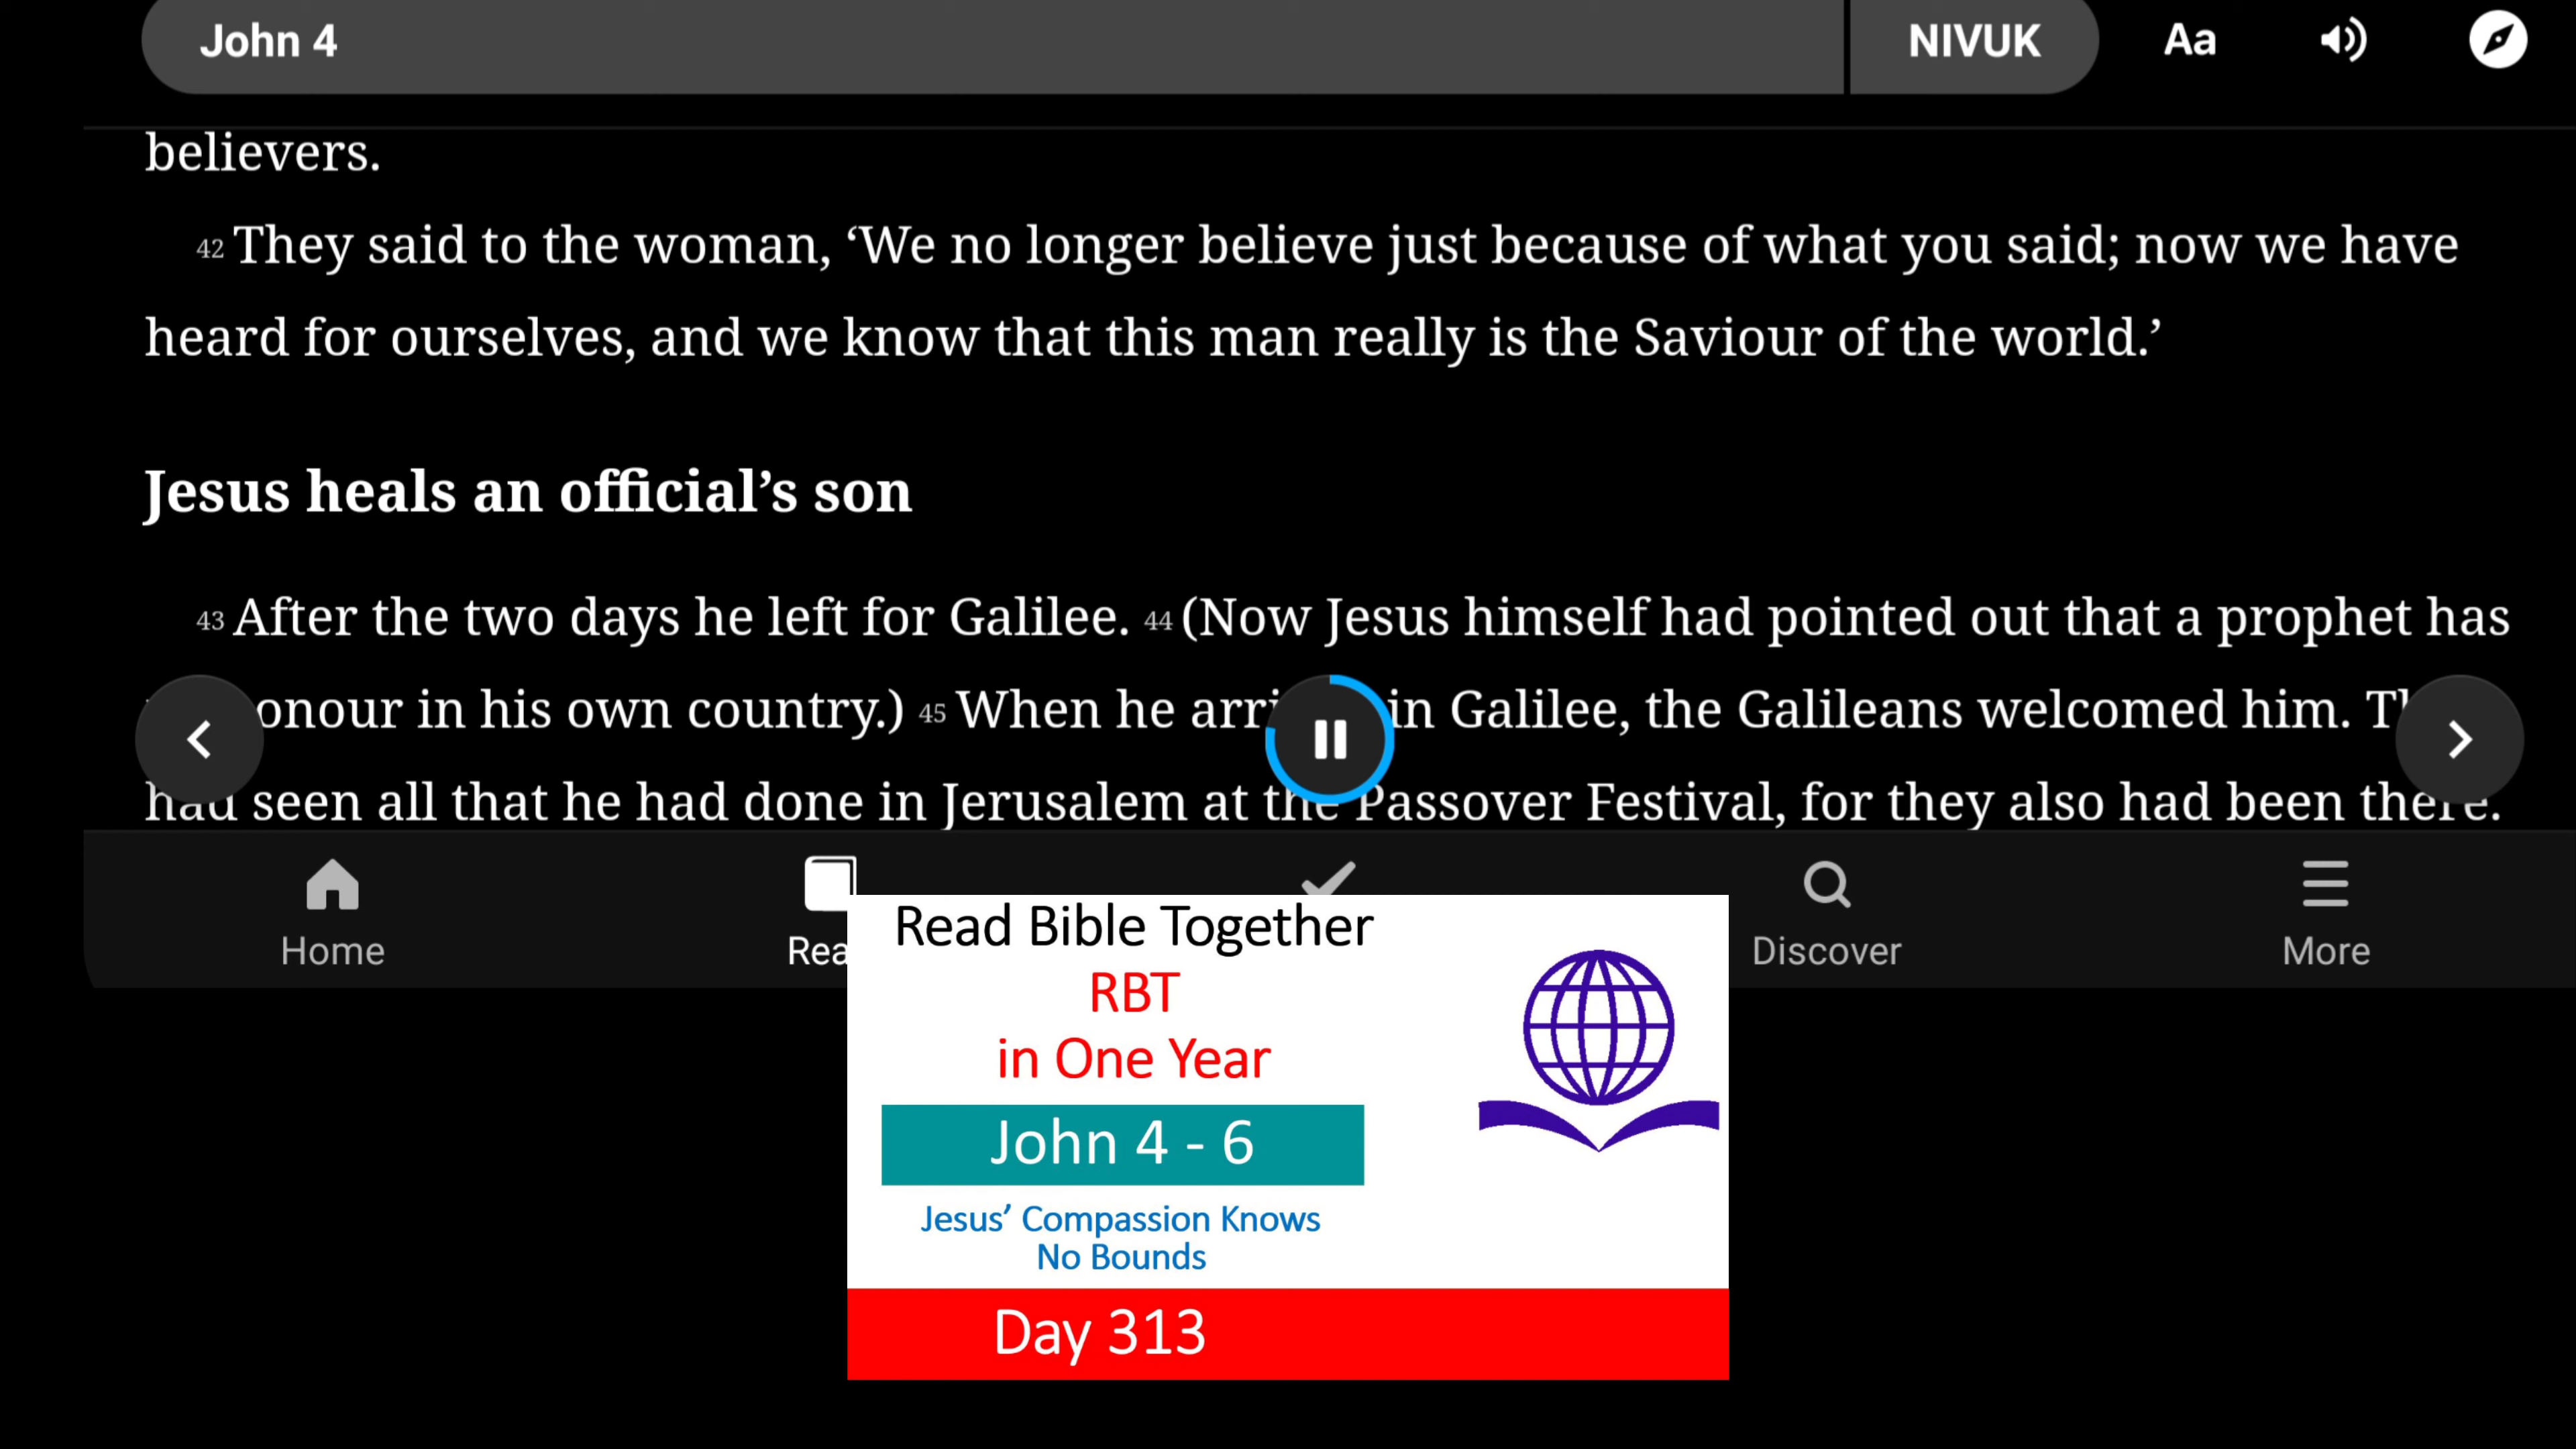 John 4
NIVUK
Aa
believers.
42 They said to the woman, ‘We no longer believe just because of what you said; now we have
heard for ourselves, and we know that this man really is the Saviour of the world.’
Jesus heals an official’s son
43 After the two days he left for Galilee. 44 (Now Jesus himself had pointed out that a prophet has
onour in his own country.) 45 When he arri in Galilee, the Galileans welcomed him. Th
had seen all that he had done in Jerusalem at the Passover Festival, for they also had been there.
Home
Rea
Discover
More
Read Bible Together
RBT
in One Year
John 4 - 6
Jesus’ Compassion Knows
No Bounds
Day 313